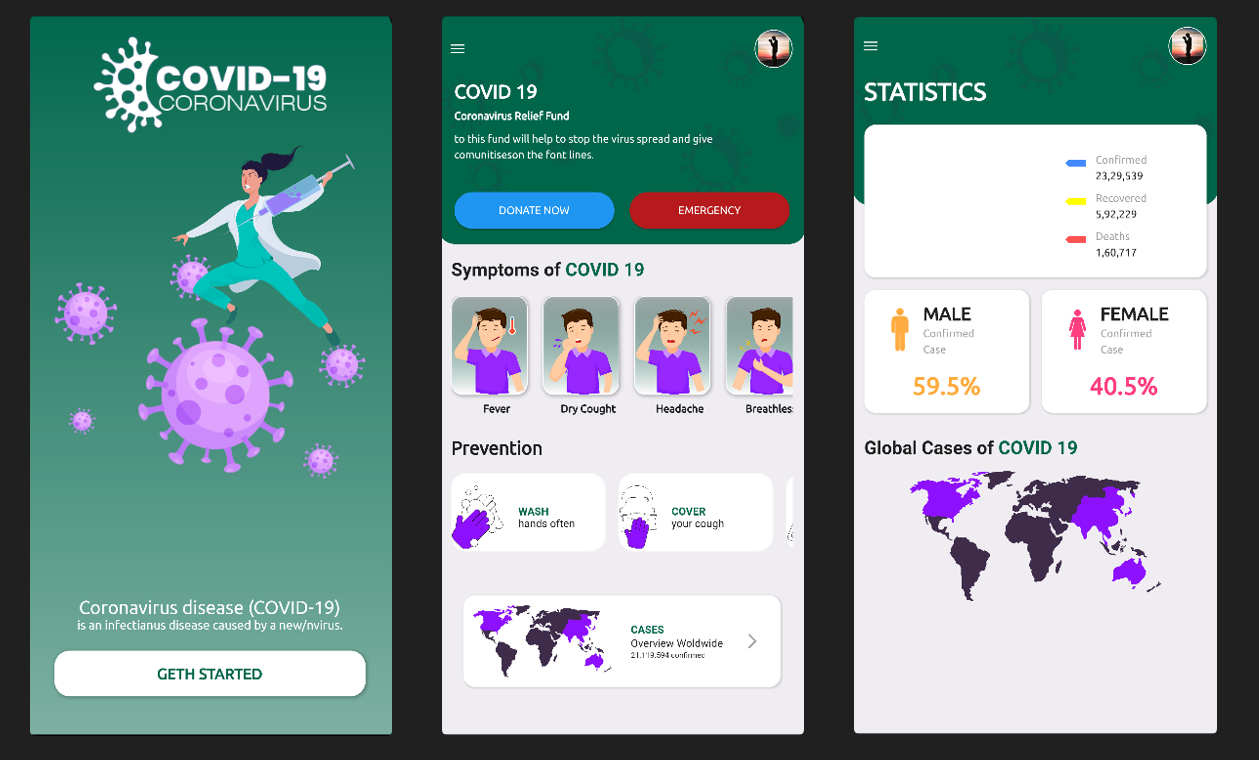 COVID-19
CORONAVIRUS
Coronavirus disease (COVID-19)
is an infectianus disease caused by a new/nvirus.
GETH STARTED
COVID 19
Coronavirus Relief Fund
to this fund will help to stop the virus spread and give
comunitiseson the font lines.
DONATE NOW
EMERGENCY
Symptoms of COVID 19
Fever
Dry Cought
Headache
Breathles
Prevention
WASH
hands often
COVER
your cough
CASES
Overview Woldwide
21.119.594 confirmed
STATISTICS
Confirmed
23,29,539
Recovered
5,92,229
Deaths
1,60,717
MALE
Confirmed
Case
59.5%
FEMALE
Confirmed
Case
40.5%
Global Cases of COVID 19